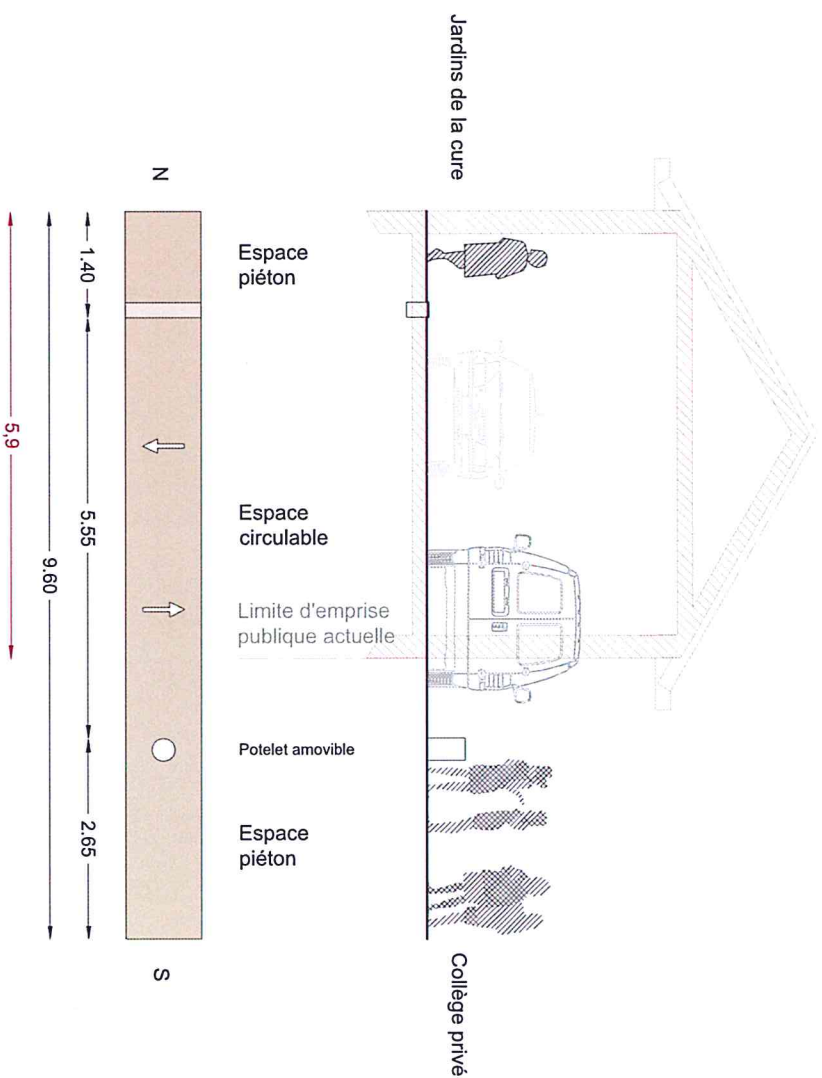 Jardins de la cure
Collège privé
Espace
piéton
Espace
circulable
Limite d'emprise
publique actuelle
Potelet amovible
Espace
piéton
N
S
1.40
5.55
2.65
9.60
5,9